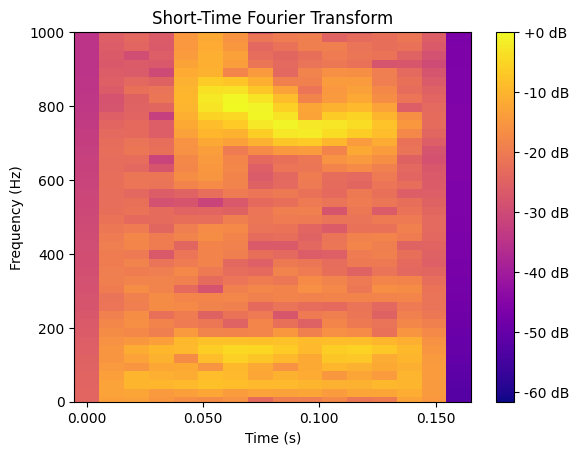 Short-Time Fourier Transform
1000
800
600
400
200
0
Frequency (Hz)
0.000
0.050
0.100
0.150
Time (s)
+0 dB
-10 dB
-20 dB
-30 dB
-40 dB
-50 dB
-60 dB